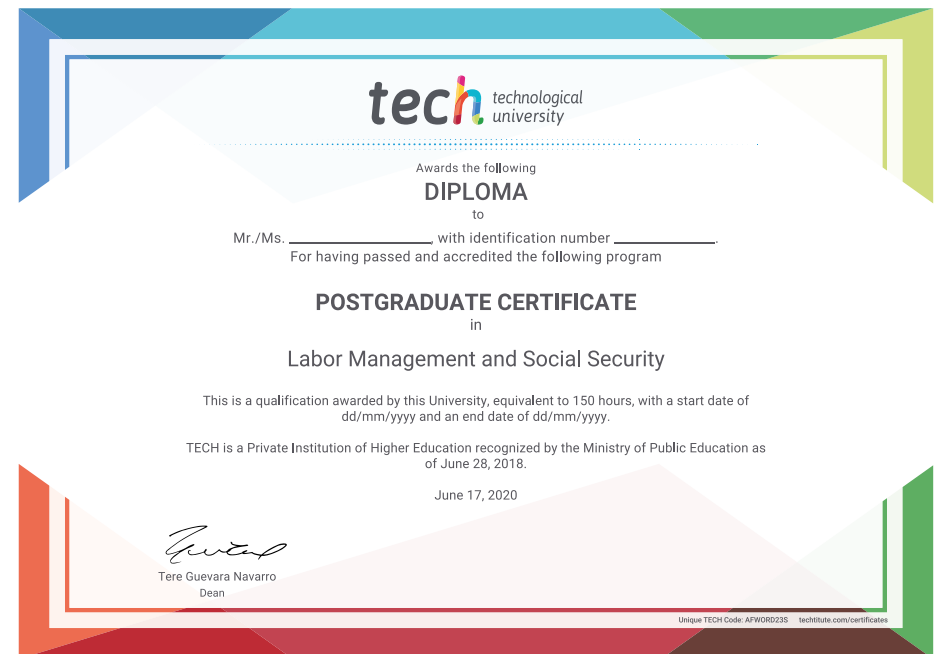 tech technological
university
Awards the following
DIPLOMA
to
Mr./Ms. ____________________, with identification number ______________.
For having passed and accredited the following program
POSTGRADUATE CERTIFICATE
in
Labor Management and Social Security
This is a qualification awarded by this University, equivalent to 150 hours, with a start date of
dd/mm/yyyy and an end date of dd/mm/yyyy.
TECH is a Private Institution of Higher Education recognized by the Ministry of Public Education as
of June 28, 2018.
June 17, 2020
Tere Guevara Navarro
Dean
Unique TECH Code: AFWORD23S techtitute.com/certificates